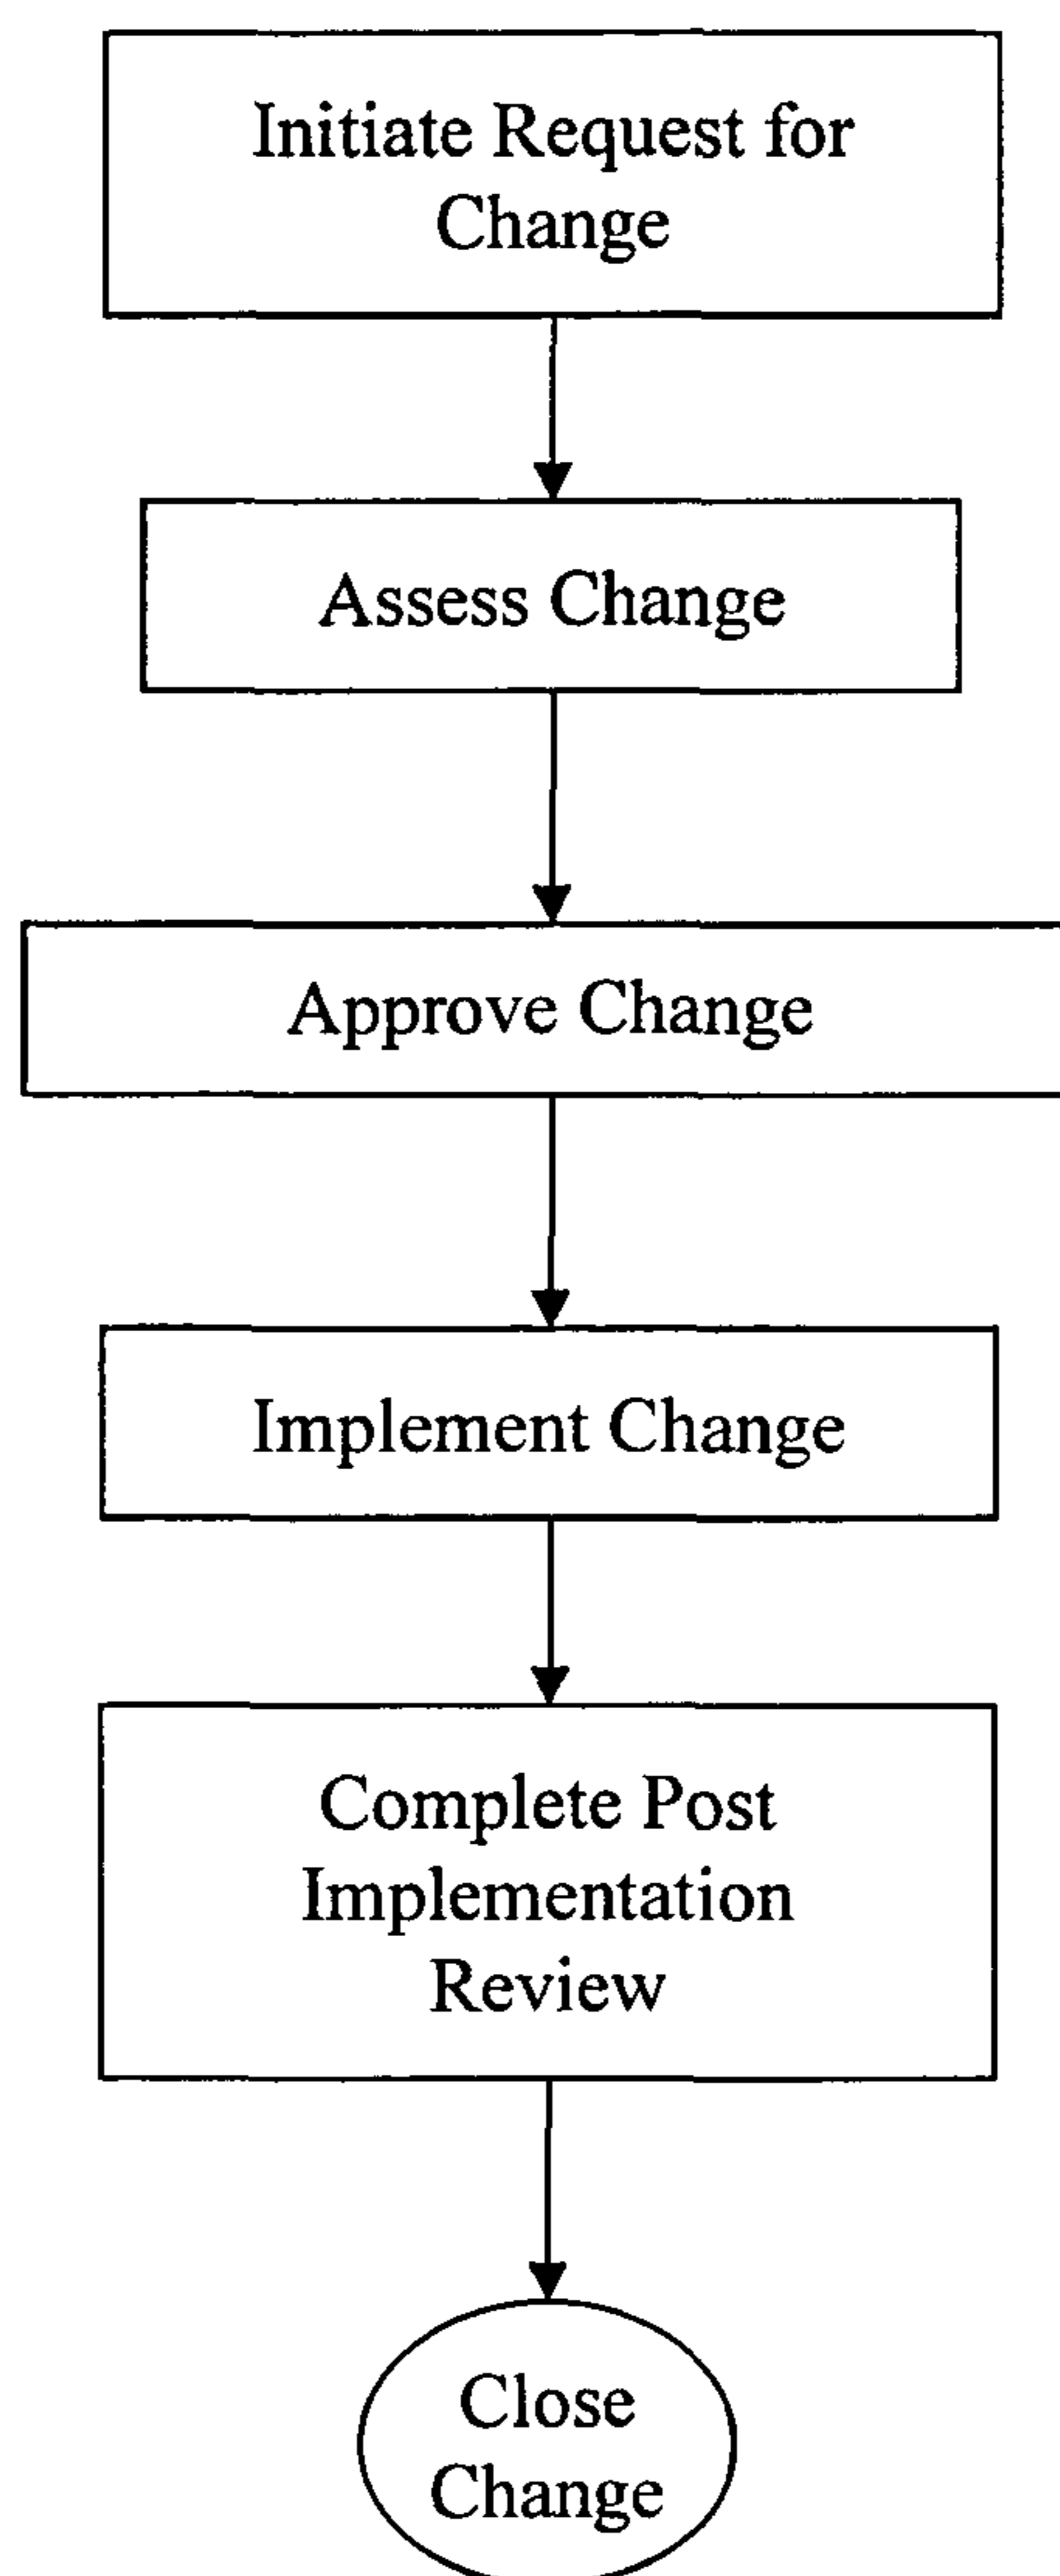 Initiate Request for
Change
Assess Change
Approve Change
Implement Change
Complete Post
Implementation
Review
Close
Change